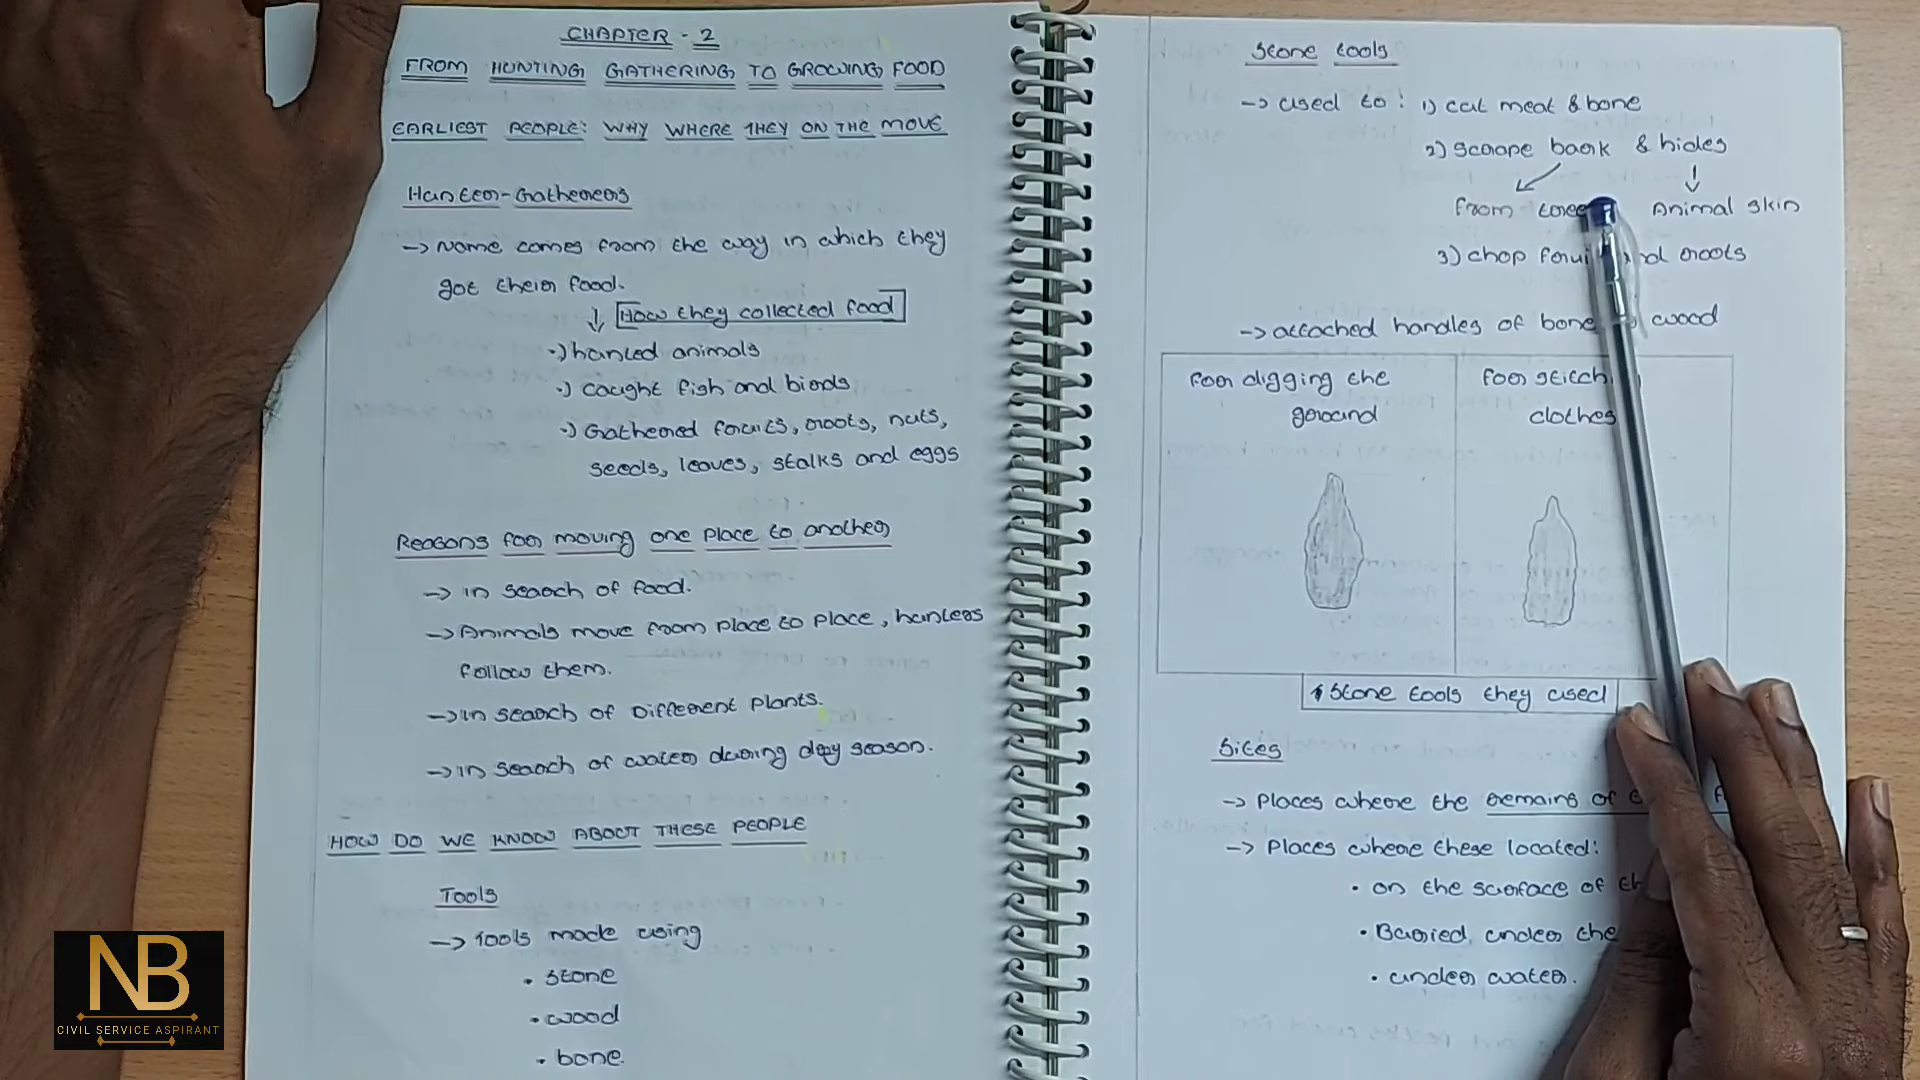 CHAPTER - 2
FROM HUNTING GATHERING TO GROWING FOOD
EARLIEST PEOPLE: WHY WHERE THEY ON THE MOVE
Hunter-Gatherers
-> Name comes from the way in which they
got their food.
How they collected food
·) hunted animals
·) caught fish and birds
·) Gathered fruits, roots, nuts,
seeds, leaves, stalks and eggs
Reasons for moving one place to another
-> in search of food.
-> Animals move from place to place, hunters
follow them.
-> in search of Different plants.
-> in search of water during dry season.
HOW DO WE KNOW ABOUT THESE PEOPLE
Tools
-> Tools made using
• stone
• wood
• bone.
Stone tools
-> used to: 1) cut meat & bone
2) Scrape bark & hides
From Animal skin
3) chop roots
-> attached handles of bone wood
For digging the
ground
For
clothes
Stone tools they used
Sites
-> Places where the remains of
-> Places where these located:
• on the surface of
• Buried under the
• under water.
NB
CIVIL SERVICE ASPIRANT